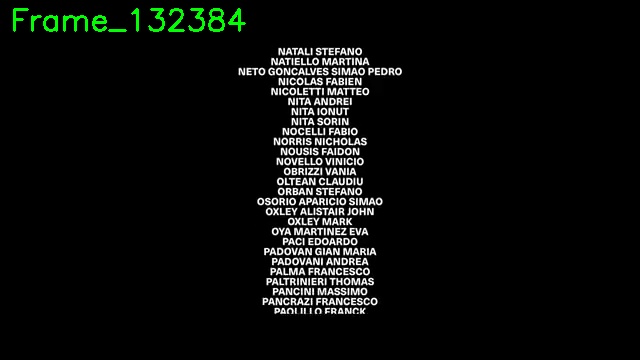 Frame_132384
NATALI STEFANO
NATIELLO MARTINA
NETO GONCALVES SIMAO PEDRO
NICOLAS FABIEN
NICOLETTI MATTEO
NITA ANDREI
NITA IONUT
NITA SORIN
NOCELLI FABIO
NORRIS NICHOLAS
NOUSIS FAIDON
NOVELLO VINICIO
OBRIZZI VANIA
OLTEAN CLAUDIU
ORBAN STEFANO
OSORIO APARICIO SIMAO
OXLEY ALISTAIR JOHN
OXLEY MARK
OYA MARTINEZ EVA
PACI EDOARDO
PADOVAN GIAN MARIA
PADOVANI ANDREA
PALMA FRANCESCO
PALTRINIERI THOMAS
PANCINI MASSIMO
PANCRAZI FRANCESCO
PAOLILLO FRANCK